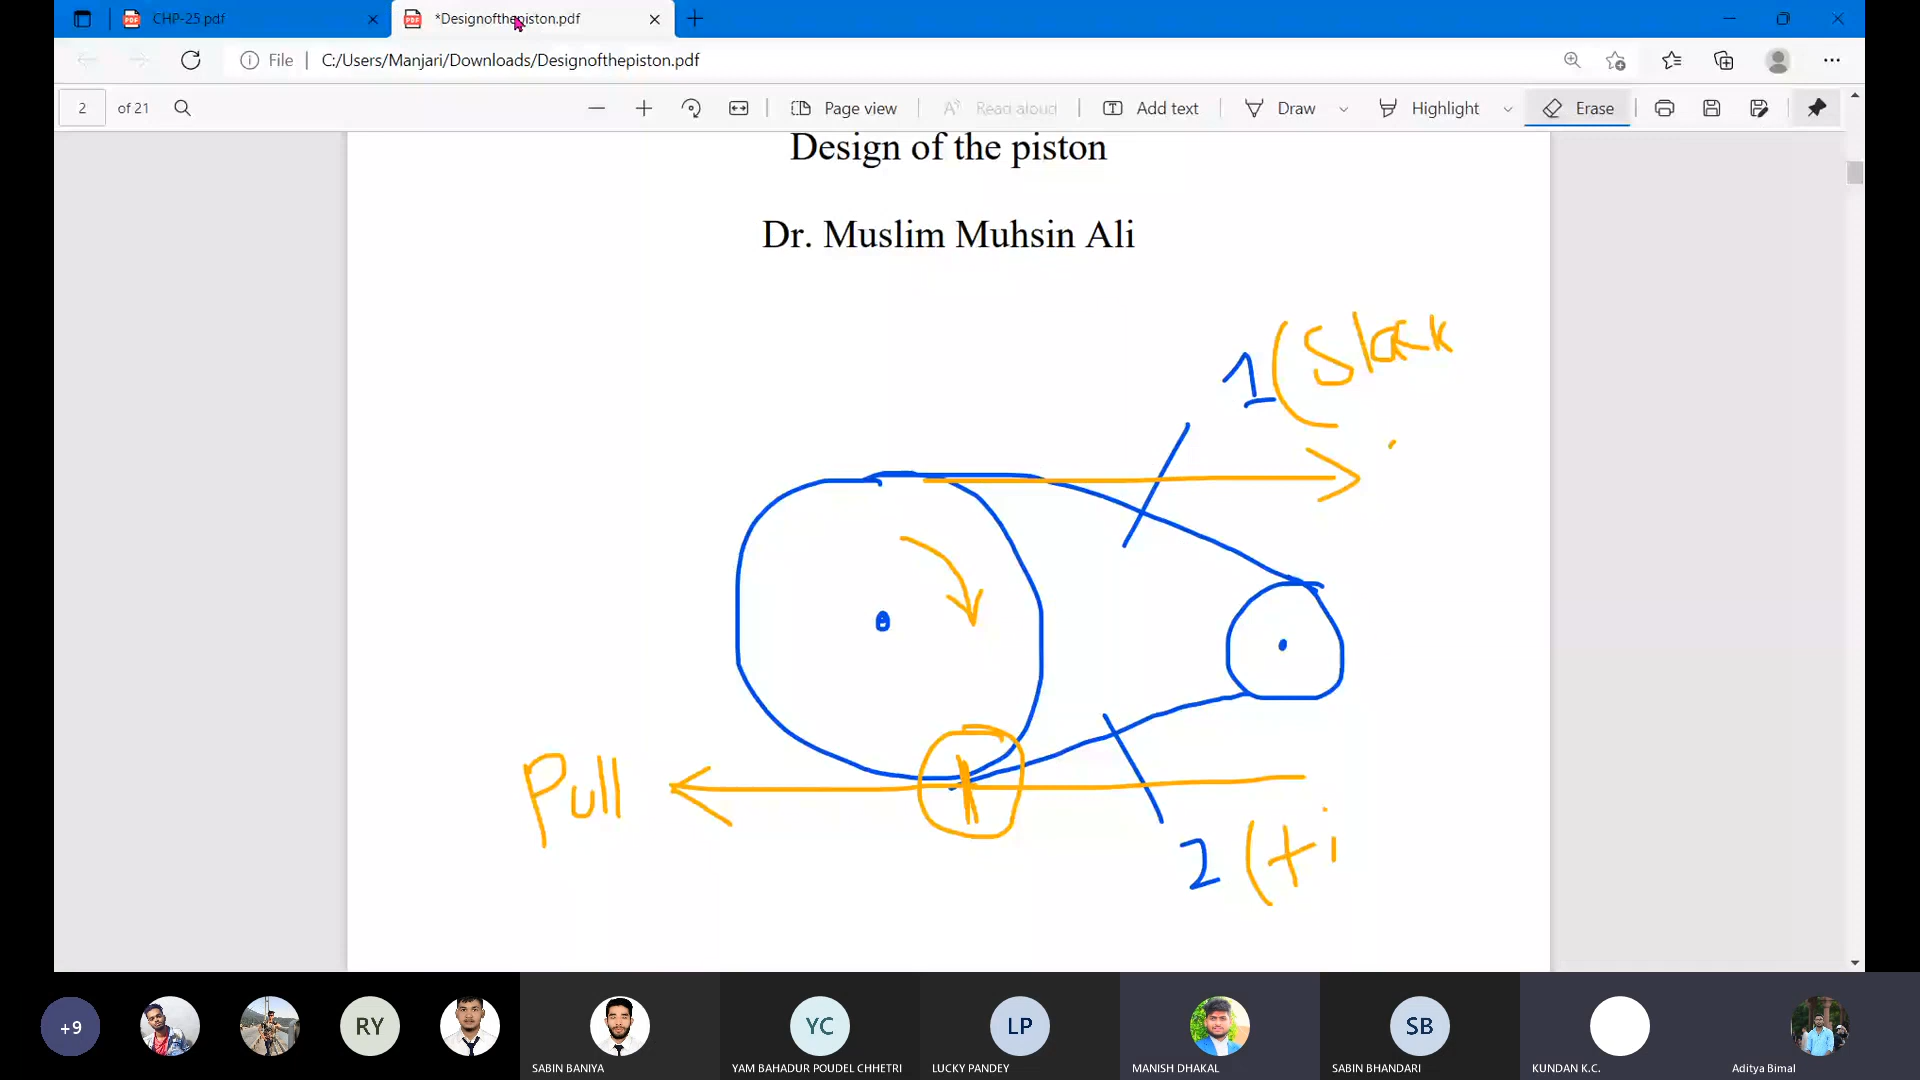 CHP-25.pdf
*Designofthepiston.pdf
File
C:/Users/Manjari/Downloads/Designofthepiston.pdf
2 of 21
Page view
Read aloud
Add text
Draw
Highlight
Erase
Design of the piston
Dr. Muslim Muhsin Ali
1 (Slack
Pull
2 (ti
+9
RY
YC
LP
SB
SABIN BANIYA
YAM BAHADUR POUDEL CHHETRI
LUCKY PANDEY
MANISH DHAKAL
SABIN BHANDARI
KUNDAN K.C.
Aditya Bimal